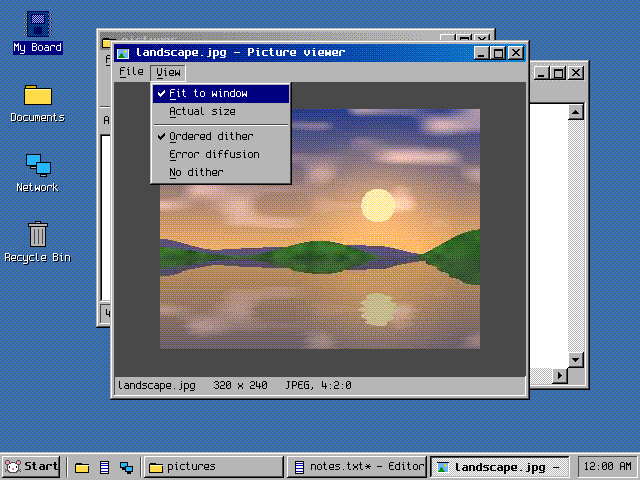 My Board
Documents
Network
Recycle Bin
pictures
landscape.jpg – Picture viewer
File View
Fit to window
Actual size
Ordered dither
Error diffusion
No dither
landscape.jpg 320 x 240 JPEG, 4:2:0
Start
pictures
notes.txt* – Editor
landscape.jpg –
12:00 AM